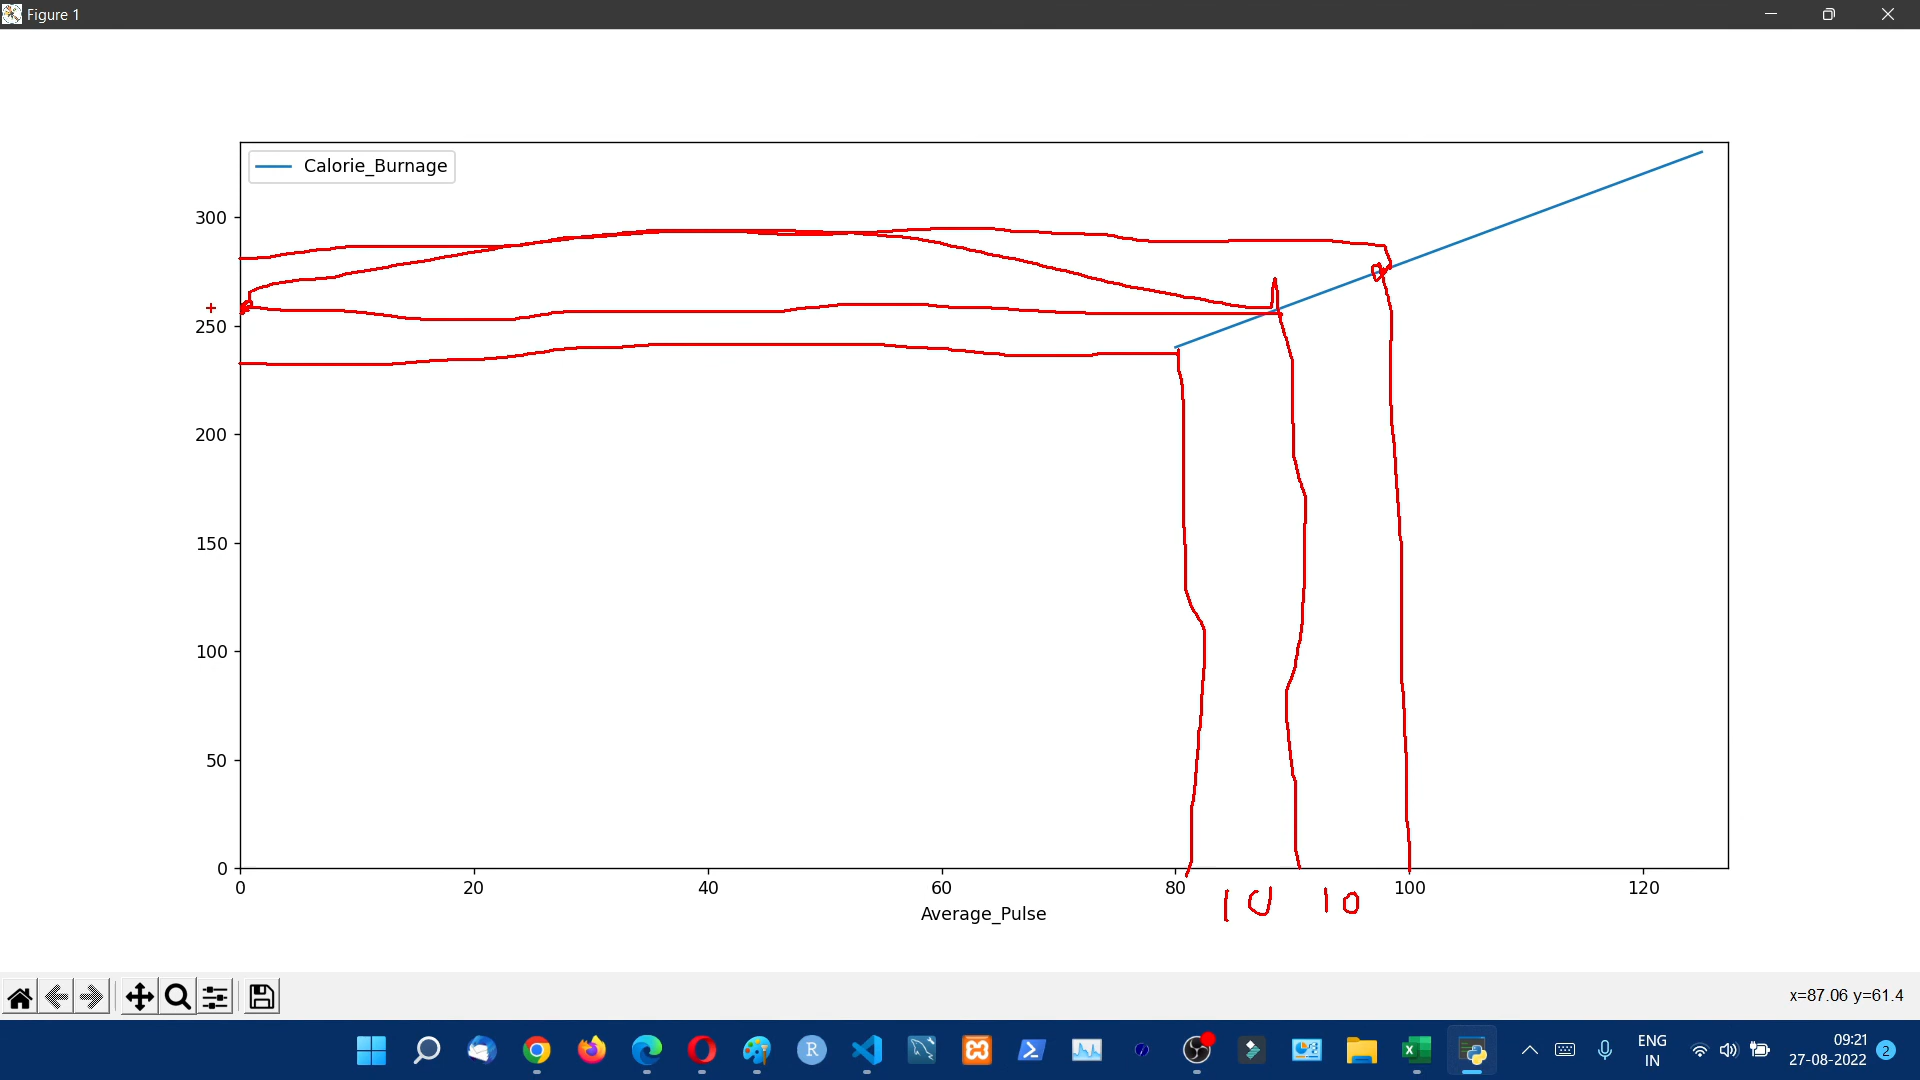 Figure 1
Calorie_Burnage
300
250
200
150
100
50
0
0 20 40 60 80 100 120
10 10
Average_Pulse
x=87.06 y=61.4
R
ENG
IN
09:21
27-08-2022
2